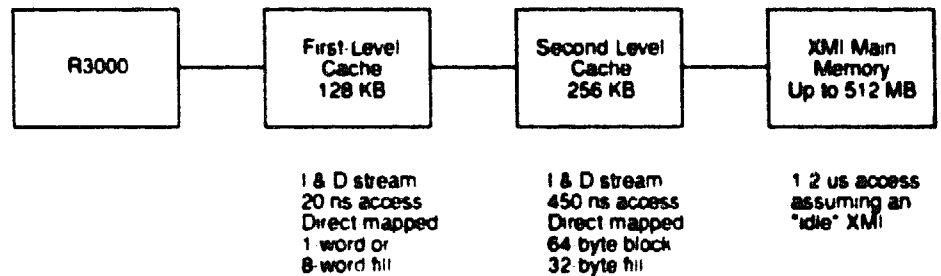 R3000
First-Level
Cache
128 KB
Second Level
Cache
256 KB
XMI Main
Memory
Up to 512 MB
I & D stream
20 ns access
Direct mapped
1-word or
8-word fill
I & D stream
450 ns access
Direct mapped
64 byte block
32-byte fill
1 2 us access
assuming an
"idle" XMI